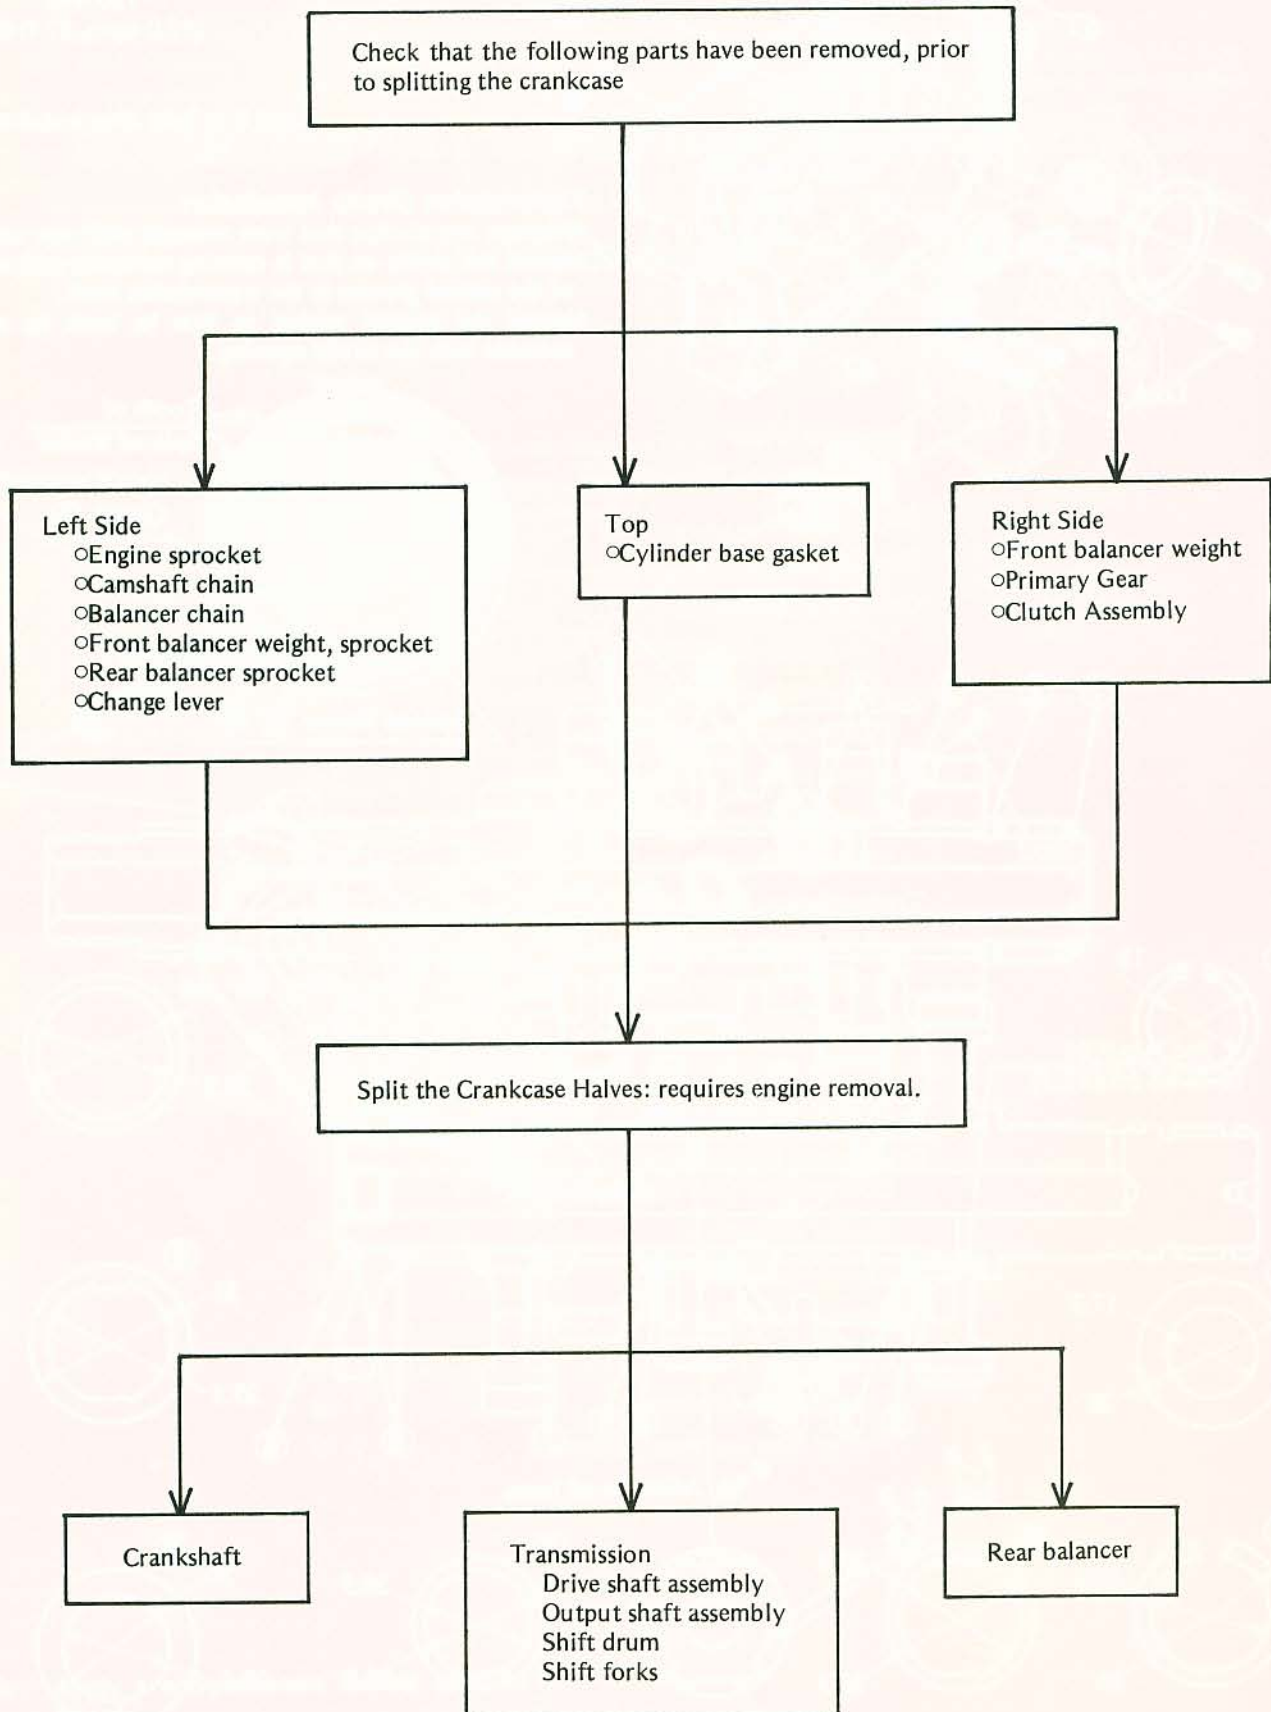 Check that the following parts have been removed, prior
to splitting the crankcase
Left Side
○Engine sprocket
○Camshaft chain
○Balancer chain
○Front balancer weight, sprocket
○Rear balancer sprocket
○Change lever
Top
○Cylinder base gasket
Right Side
○Front balancer weight
○Primary Gear
○Clutch Assembly
Split the Crankcase Halves: requires engine removal.
Crankshaft
Transmission
Drive shaft assembly
Output shaft assembly
Shift drum
Shift forks
Rear balancer